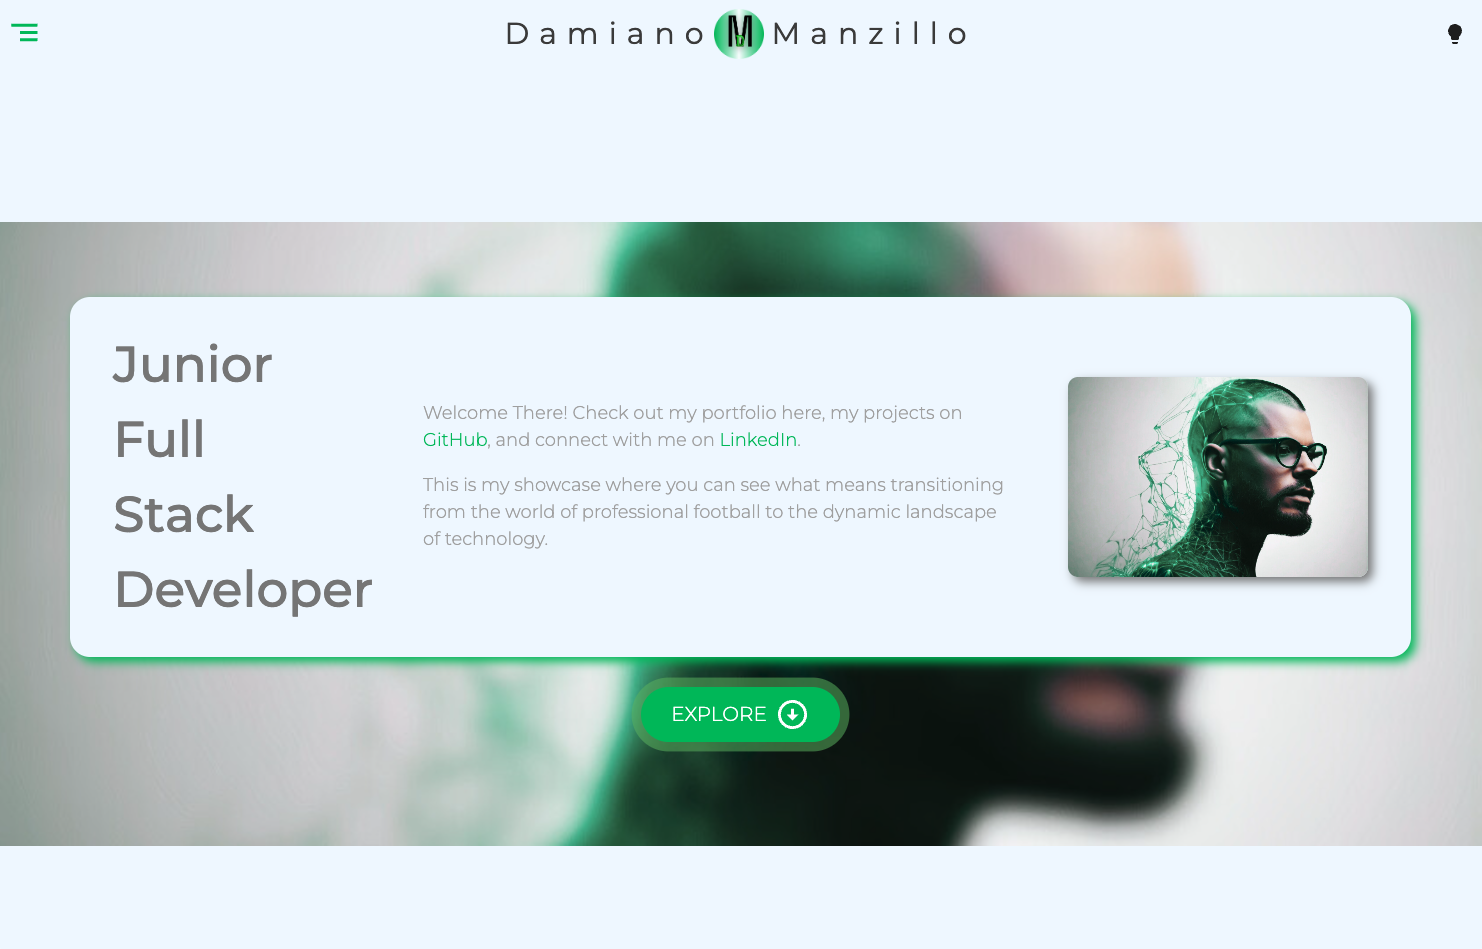 Damiano M Manzillo
Junior
Full
Stack
Developer
Welcome There! Check out my portfolio here, my projects on
GitHub, and connect with me on LinkedIn.
This is my showcase where you can see what means transitioning
from the world of professional football to the dynamic landscape
of technology.
EXPLORE